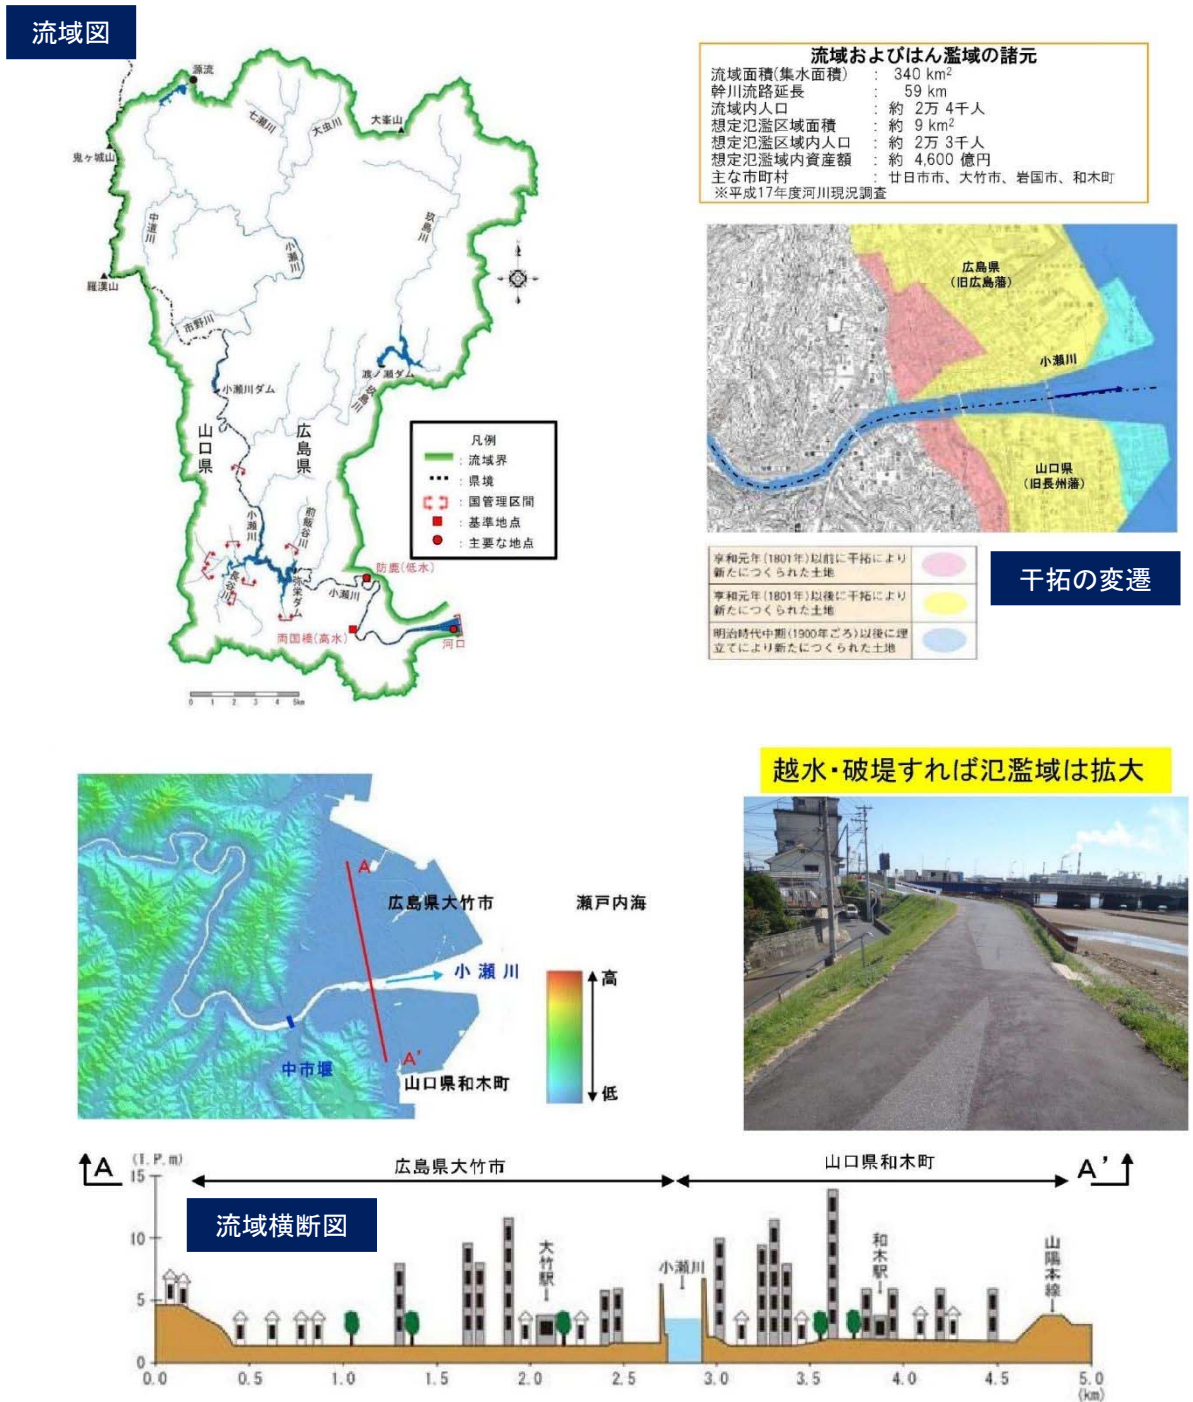 流域図
源流
七瀬川
大虫川
大峯山
鬼ヶ城山
中道川
小瀬川
玖島川
羅漢山
市野川
渡ノ瀬ダム
小瀬川ダム
玖島川
山口県
広島県
凡例
：流域界
：県境
：国管理区間
：基準地点
：主要な地点
小瀬川
前飯谷川
長谷川
弥栄ダム
防鹿(低水)
小瀬川
両国橋(高水)
河口
0 1 2 3 4 5km
流域およびはん濫域の諸元
流域面積(集水面積) ： 340 km²
幹川流路延長 ： 59 km
流域内人口 ： 約 2万 4千人
想定氾濫区域面積 ： 約 9 km²
想定氾濫区域内人口 ： 約 2万 3千人
想定氾濫域内資産額 ： 約 4,600 億円
主な市町村 ： 廿日市市、大竹市、岩国市、和木町
※平成17年度河川現況調査
広島県
(旧広島藩)
小瀬川
山口県
(旧長州藩)
享和元年(1801年)以前に干拓により
新たにつくられた土地
享和元年(1801年)以後に干拓により
新たにつくられた土地
明治時代中期(1900年ごろ)以後に埋
立てにより新たにつくられた土地
干拓の変遷
A
広島県大竹市
瀬戸内海
小瀬川
高
低
中市堰
A'
山口県和木町
越水・破堤すれば氾濫域は拡大
A
(T.P.m)
広島県大竹市
山口県和木町
A'
流域横断図
15
10
5
0
大竹駅
小瀬川
和木駅
山陽本線
0.0 0.5 1.0 1.5 2.0 2.5 3.0 3.5 4.0 4.5 5.0
(km)